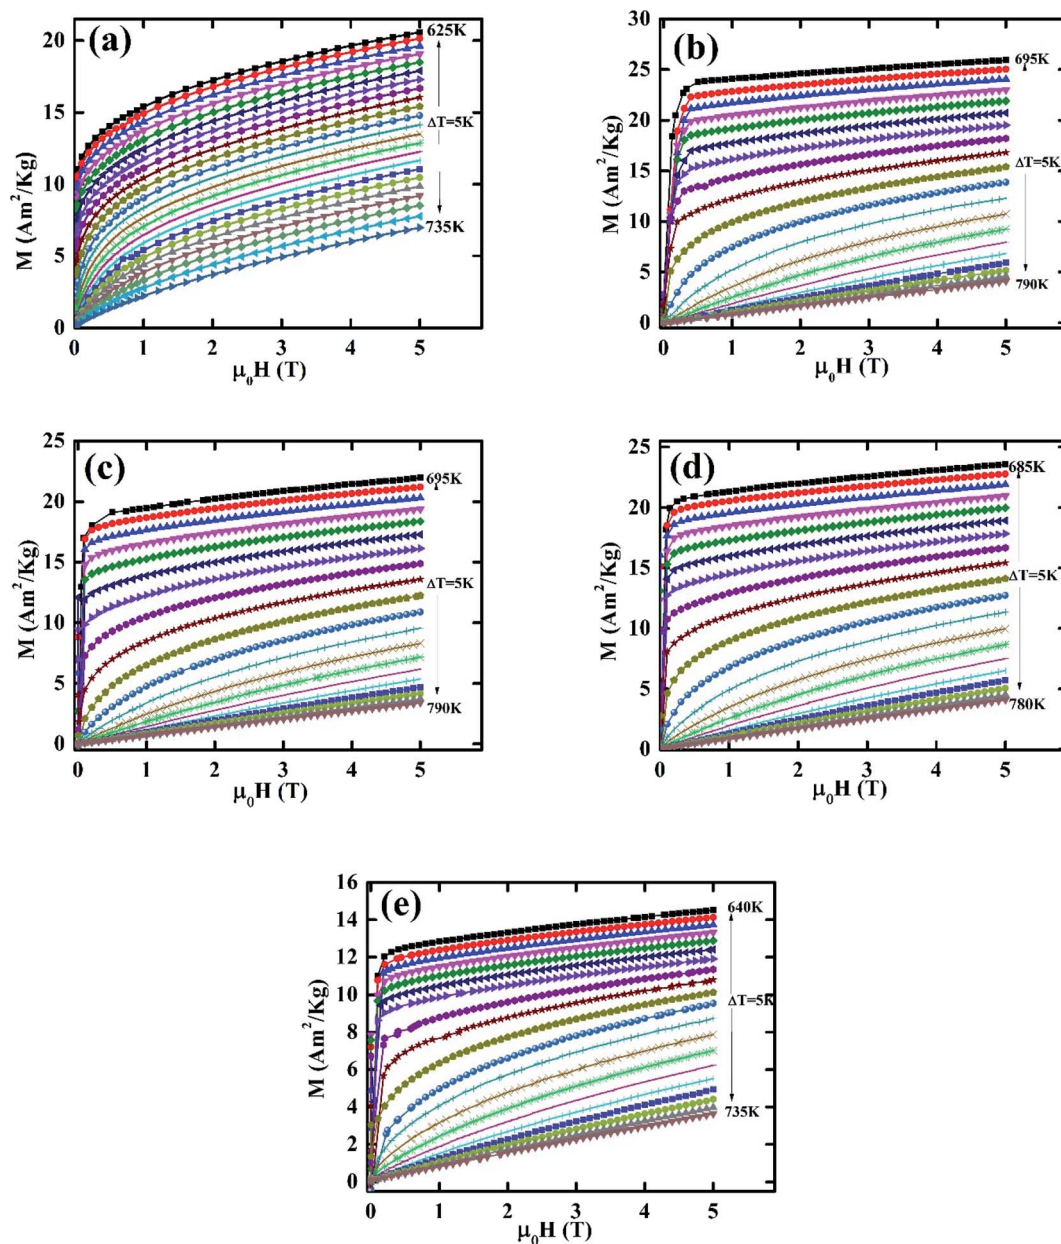 (a)
625K
20
15
ΔT=5K
10
5
735K
0
0 1 2 3 4 5
M (Am²/Kg)
μ₀H (T)
(b)
30
695K
25
20
15
ΔT=5K
10
5
790K
0
0 1 2 3 4 5
M (Am²/Kg)
μ₀H (T)
(c)
25
695K
20
15
ΔT=5K
10
5
790K
0
0 1 2 3 4 5
M (Am²/Kg)
μ₀H (T)
(d)
25
685K
20
15
ΔT=5K
10
5
780K
0
0 1 2 3 4 5
M (Am²/Kg)
μ₀H (T)
(e)
16
640K
14
12
10
ΔT=5K
8
6
4
735K
2
0
0 1 2 3 4 5
M (Am²/Kg)
μ₀H (T)